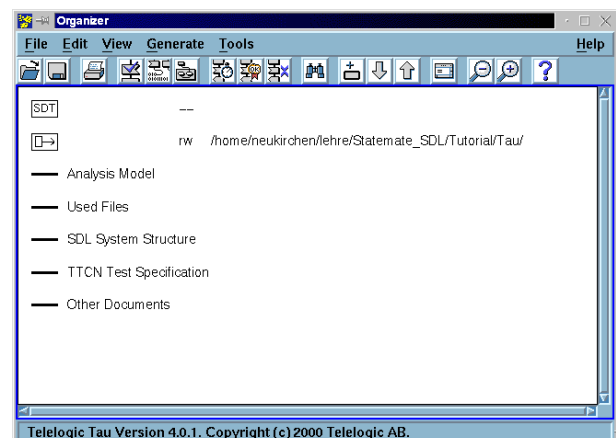 Organizer
File Edit View Generate Tools Help
?
SDT --
rw /home/neukirchen/lehre/Statemate_SDL/Tutorial/Tau/
Analysis Model
Used Files
SDL System Structure
TTCN Test Specification
Other Documents
Telelogic Tau Version 4.0.1. Copyright (c) 2000 Telelogic AB.